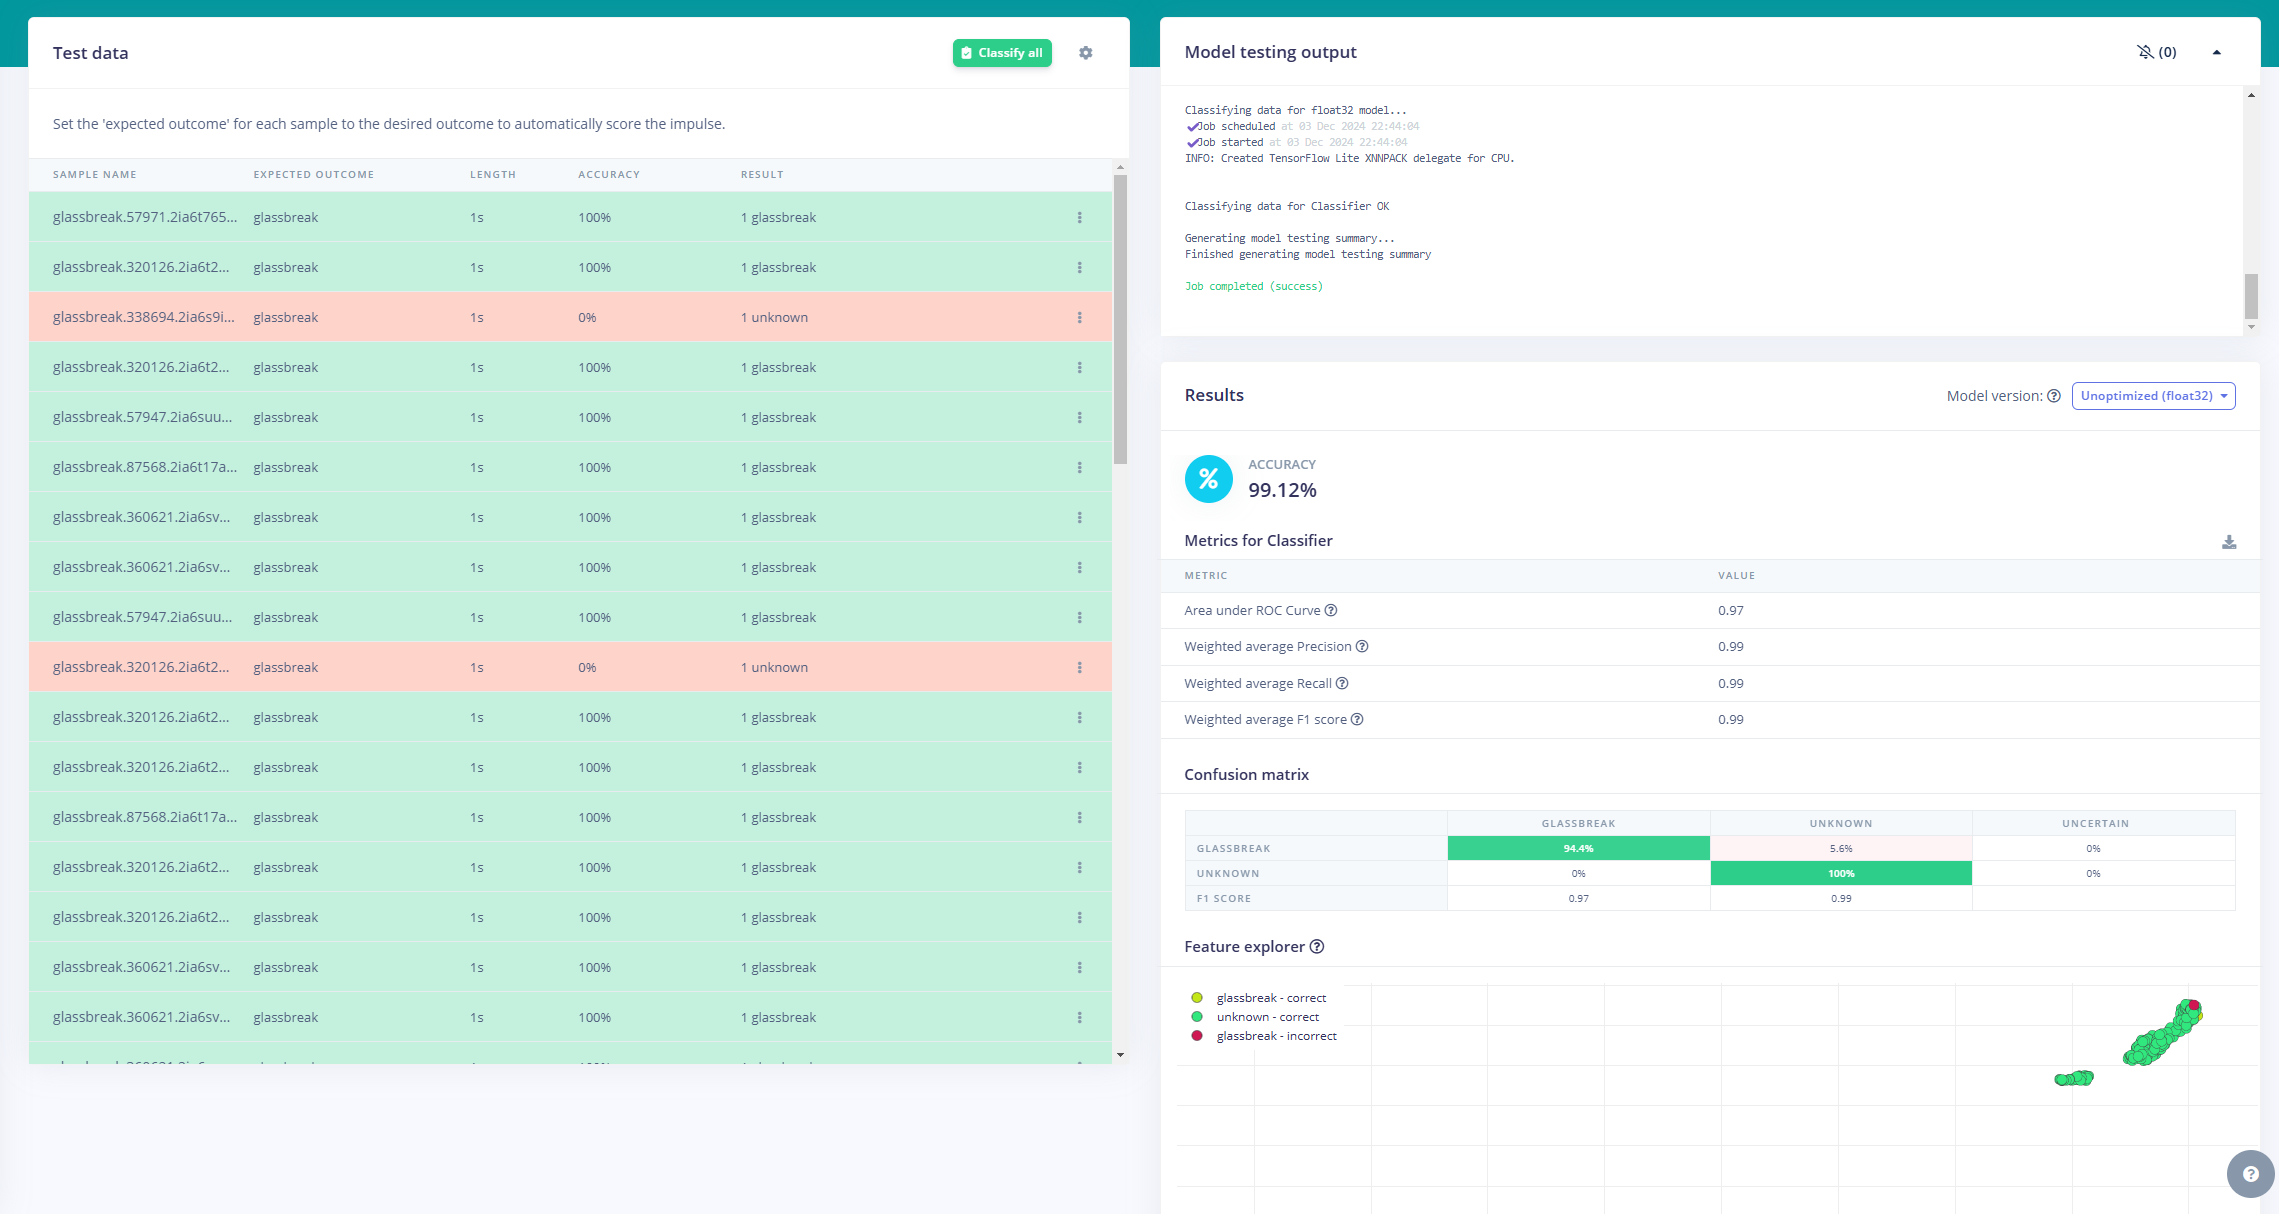 Test data
Classify all
Set the 'expected outcome' for each sample to the desired outcome to automatically score the impulse.
SAMPLE NAME EXPECTED OUTCOME LENGTH ACCURACY RESULT
glassbreak.57971.2ia6t765... glassbreak 1s 100% 1 glassbreak
glassbreak.320126.2ia6t2... glassbreak 1s 100% 1 glassbreak
glassbreak.338694.2ia6s9i... glassbreak 1s 0% 1 unknown
glassbreak.320126.2ia6t2... glassbreak 1s 100% 1 glassbreak
glassbreak.57947.2ia6suu... glassbreak 1s 100% 1 glassbreak
glassbreak.87568.2ia6t17a... glassbreak 1s 100% 1 glassbreak
glassbreak.360621.2ia6sv... glassbreak 1s 100% 1 glassbreak
glassbreak.360621.2ia6sv... glassbreak 1s 100% 1 glassbreak
glassbreak.57947.2ia6suu... glassbreak 1s 100% 1 glassbreak
glassbreak.320126.2ia6t2... glassbreak 1s 0% 1 unknown
glassbreak.320126.2ia6t2... glassbreak 1s 100% 1 glassbreak
glassbreak.320126.2ia6t2... glassbreak 1s 100% 1 glassbreak
glassbreak.87568.2ia6t17a... glassbreak 1s 100% 1 glassbreak
glassbreak.320126.2ia6t2... glassbreak 1s 100% 1 glassbreak
glassbreak.320126.2ia6t2... glassbreak 1s 100% 1 glassbreak
glassbreak.360621.2ia6sv... glassbreak 1s 100% 1 glassbreak
glassbreak.360621.2ia6sv... glassbreak 1s 100% 1 glassbreak
Model testing output
(0)
Classifying data for float32 model...
Job scheduled at 03 Dec 2024 22:44:04
Job started at 03 Dec 2024 22:44:04
INFO: Created TensorFlow Lite XNNPACK delegate for CPU.
Classifying data for Classifier OK
Generating model testing summary...
Finished generating model testing summary
Job completed (success)
Results
Model version: Unoptimized (float32)
%
ACCURACY
99.12%
Metrics for Classifier
METRIC VALUE
Area under ROC Curve 0.97
Weighted average Precision 0.99
Weighted average Recall 0.99
Weighted average F1 score 0.99
Confusion matrix
GLASSBREAK UNKNOWN UNCERTAIN
GLASSBREAK 94.4% 5.6% 0%
UNKNOWN 0% 100% 0%
F1 SCORE 0.97 0.99
Feature explorer
glassbreak - correct
unknown - correct
glassbreak - incorrect